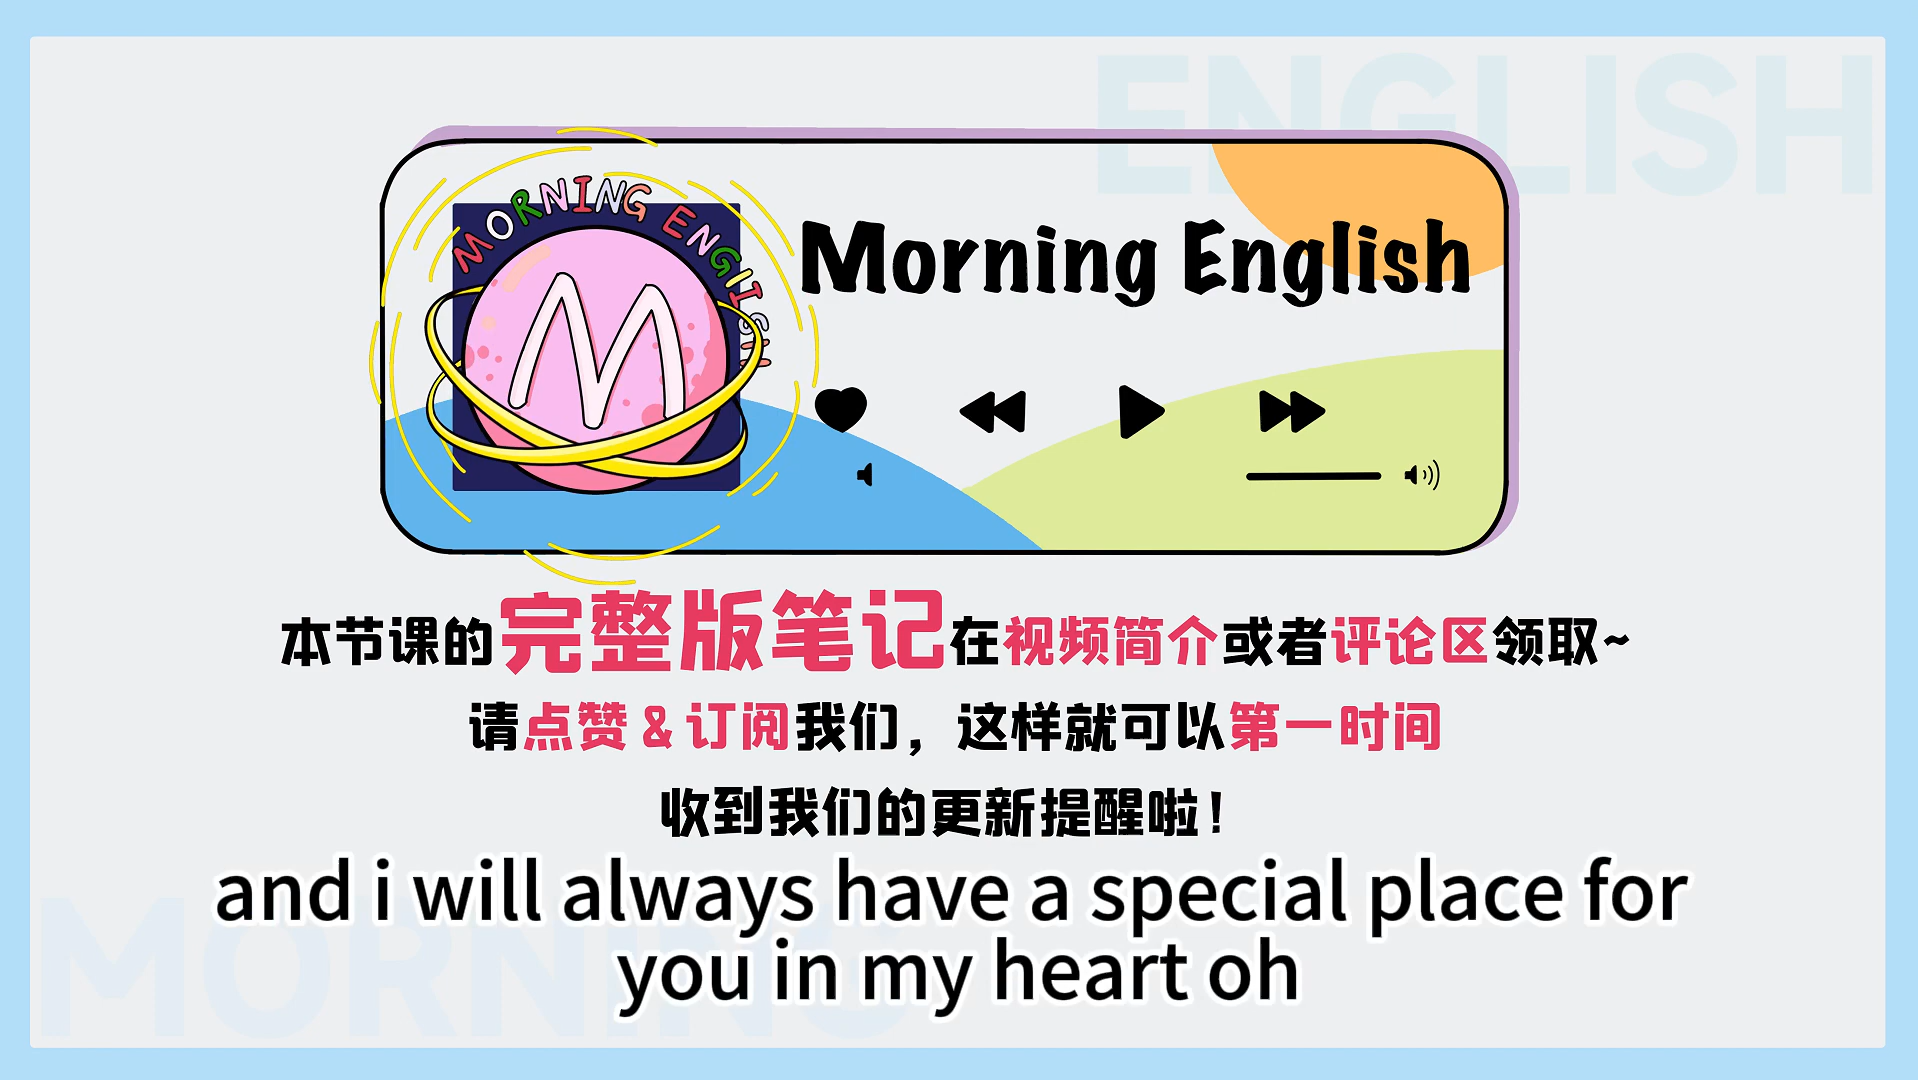 ENGLISH
MORNING ENGLISH
M
Morning English
本节课的完整版笔记在视频简介或者评论区领取~
请点赞&订阅我们，这样就可以第一时间
收到我们的更新提醒啦！
and i will always have a special place for
you in my heart oh
MORNING